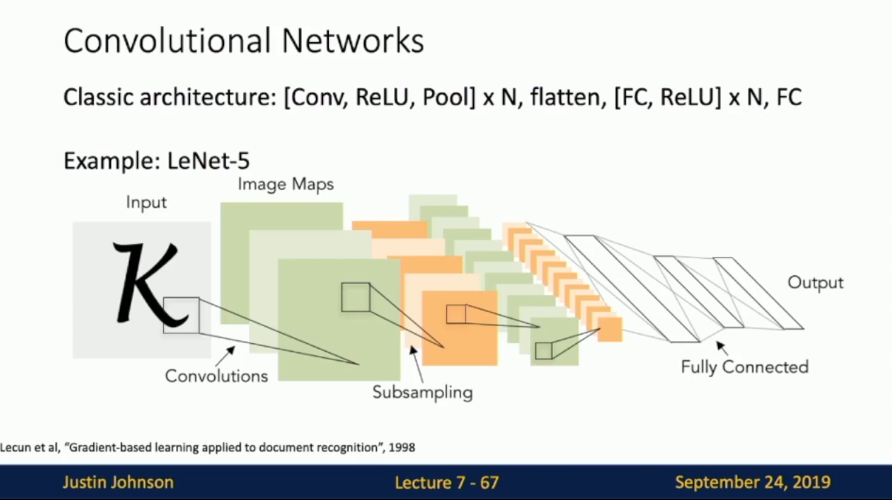 Convolutional Networks
Classic architecture: [Conv, ReLU, Pool] x N, flatten, [FC, ReLU] x N, FC
Example: LeNet-5
Image Maps
Input
K
Output
Fully Connected
Convolutions
Subsampling
Lecun et al, “Gradient-based learning applied to document recognition”, 1998
Justin Johnson
Lecture 7 - 67
September 24, 2019